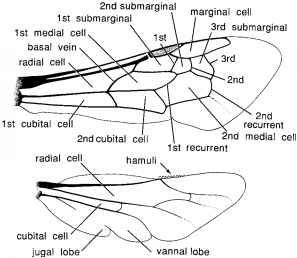 2nd submarginal
marginal cell
1st submarginal
1st
3rd submarginal
1st medial cell
basal vein
radial cell
3rd
2nd
1st cubital cell
2nd cubital cell
1st recurrent
2nd
recurrent
2nd medial cell
radial cell
hamuli
cubital cell
jugal lobe
vannal lobe